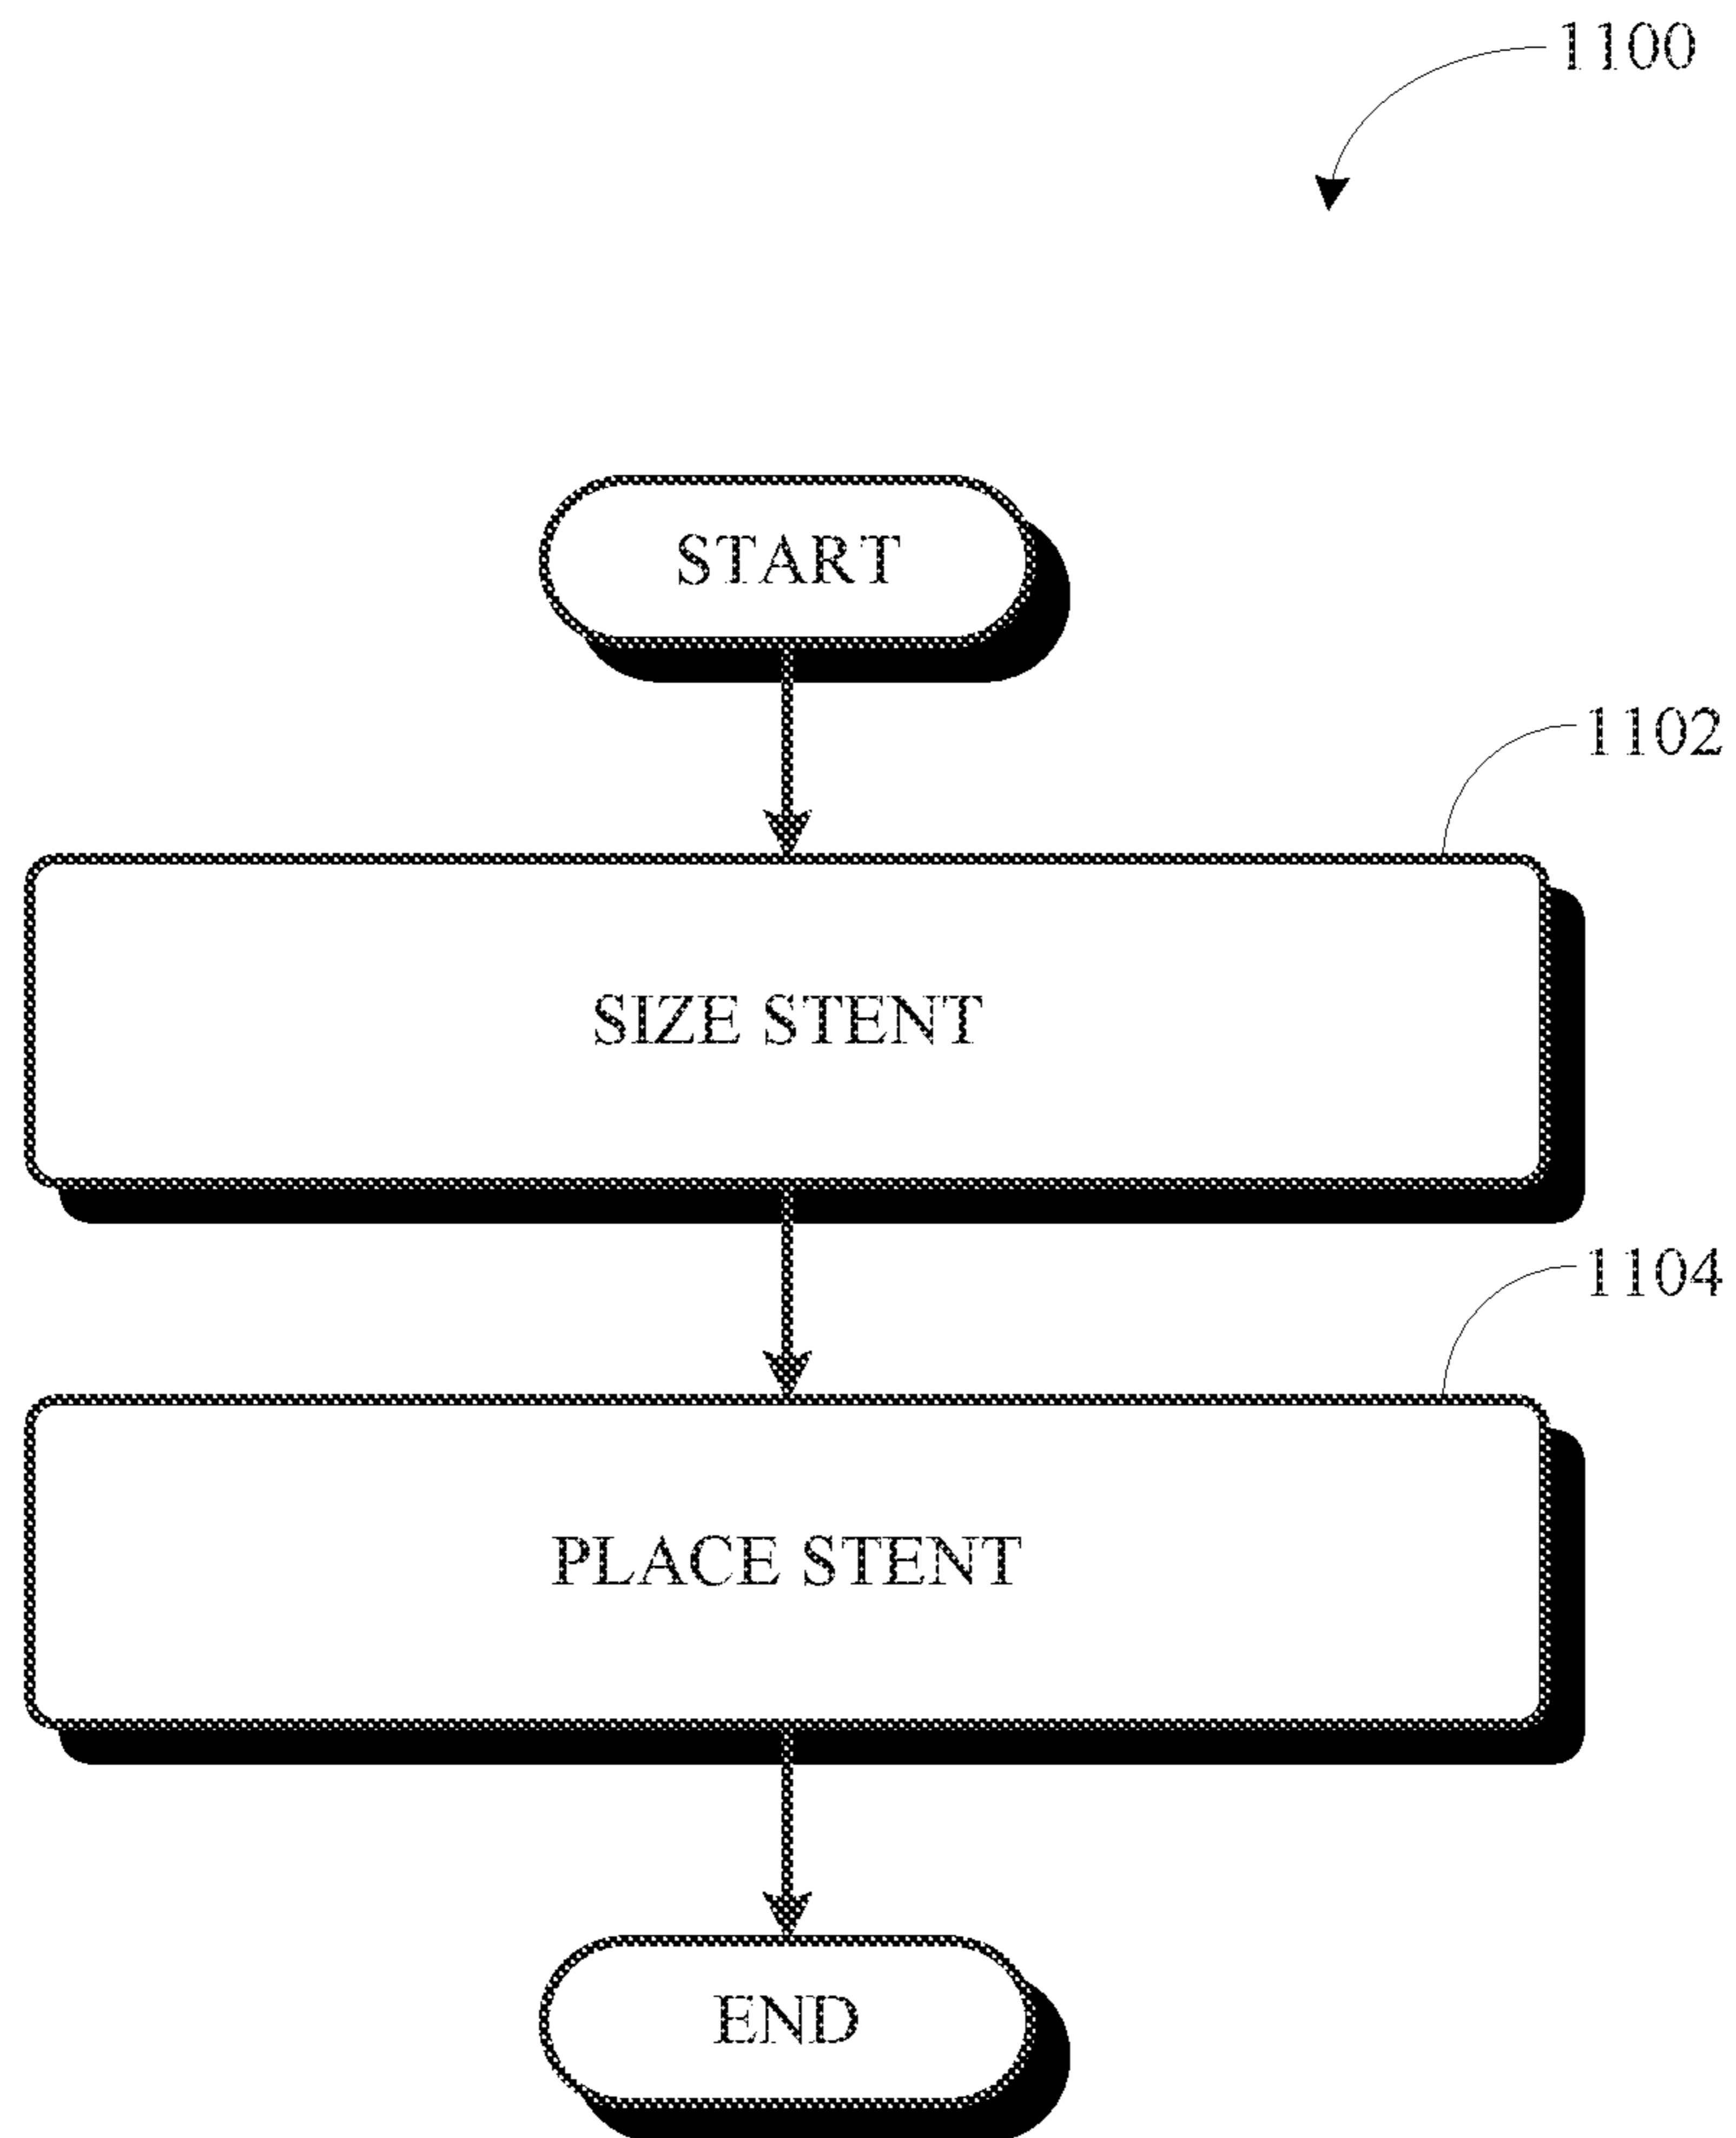 1100
START
1102
SIZE STENT
1104
PLACE STENT
END